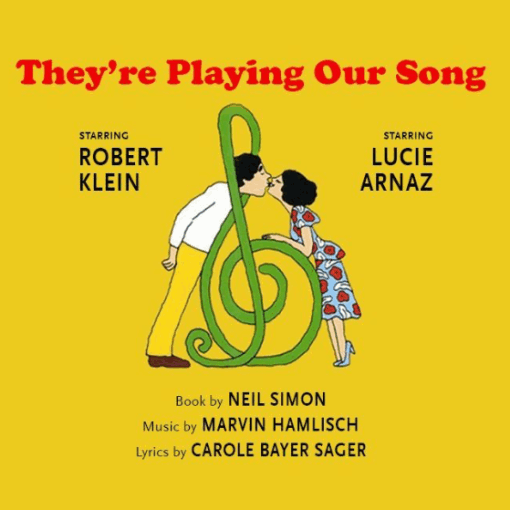 They're Playing Our Song
STARRING
ROBERT
KLEIN
STARRING
LUCIE
ARNAZ
Book by NEIL SIMON
Music by MARVIN HAMLISCH
Lyrics by CAROLE BAYER SAGER